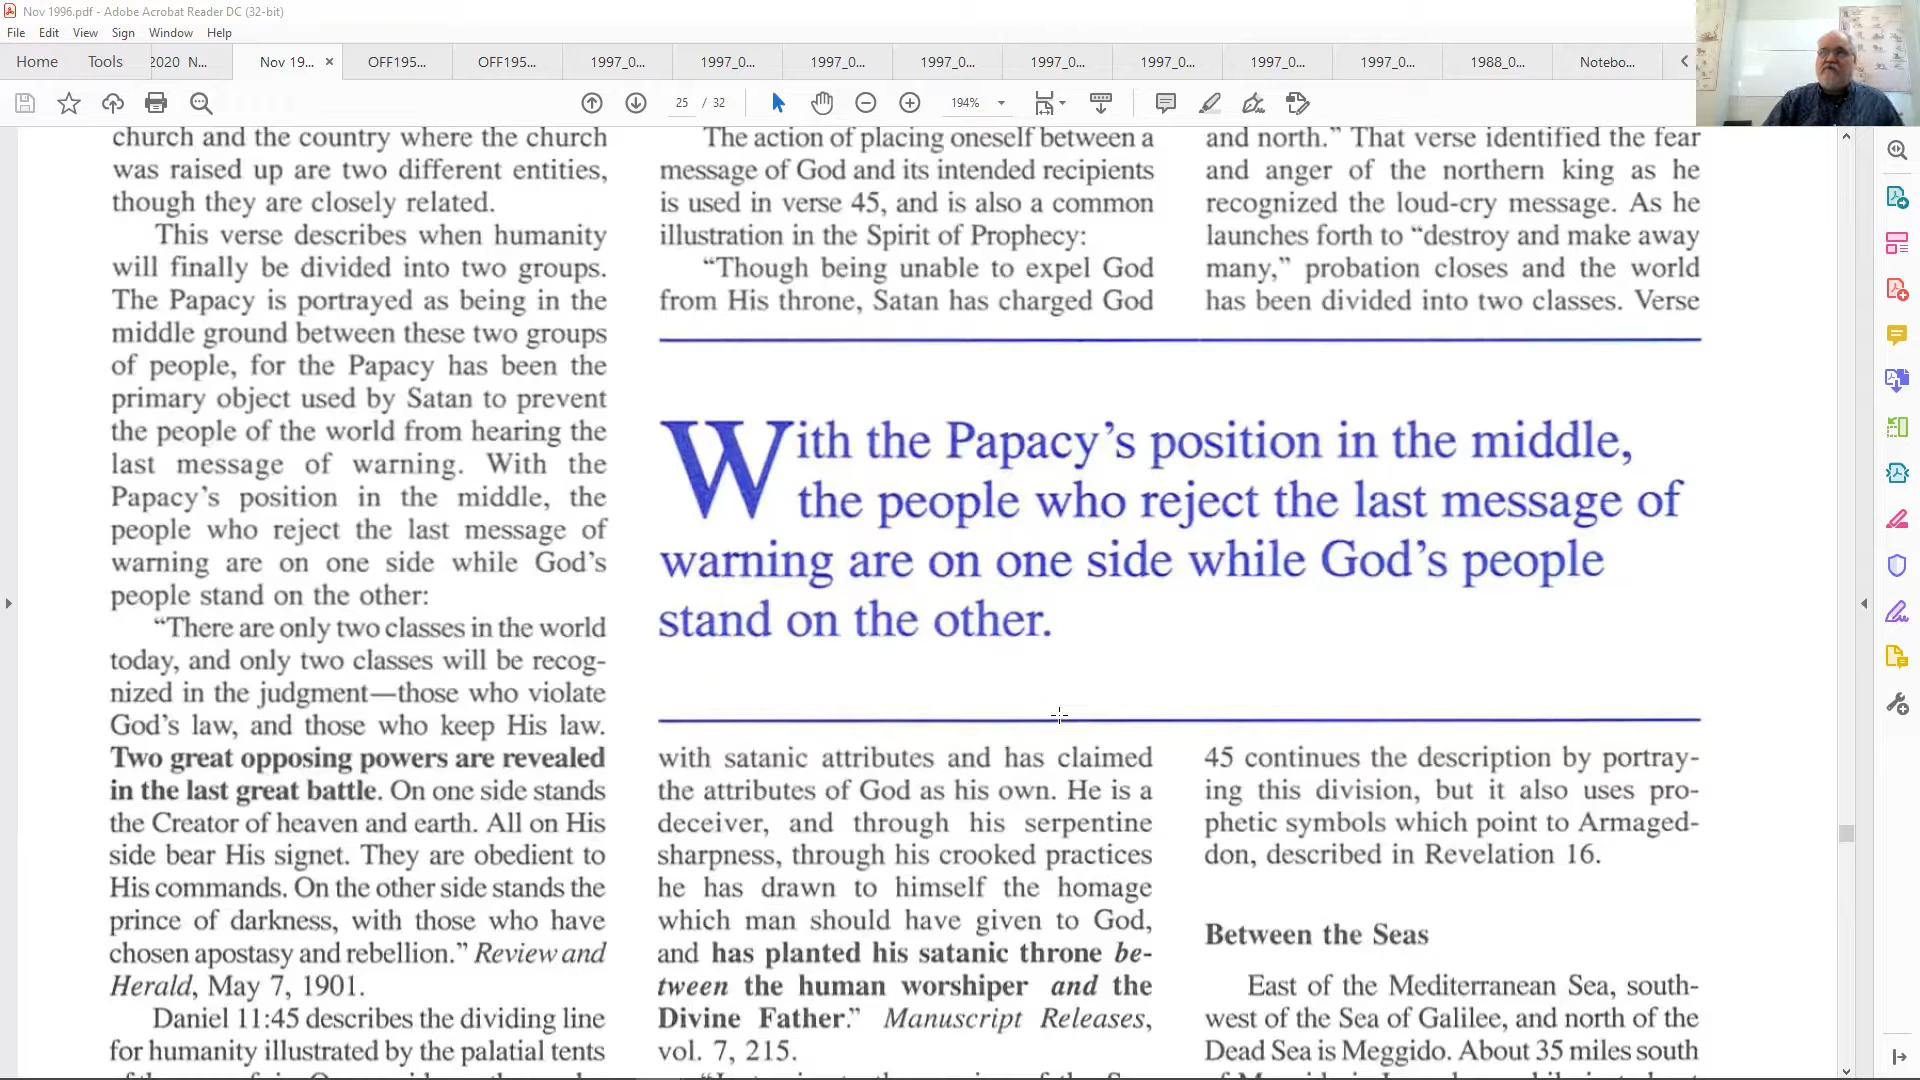 Nov 1996.pdf - Adobe Acrobat Reader DC (32-bit)
File Edit View Sign Window Help
Home Tools 2020 N... Nov 19... × OFF195... OFF195... 1997_0... 1997_0... 1997_0... 1997_0... 1997_0... 1997_0... 1997_0... 1997_0... 1988_0... Notebo...
25 / 32 194%
church and the country where the church
was raised up are two different entities,
though they are closely related.
This verse describes when humanity
will finally be divided into two groups.
The Papacy is portrayed as being in the
middle ground between these two groups
of people, for the Papacy has been the
primary object used by Satan to prevent
the people of the world from hearing the
last message of warning. With the
Papacy’s position in the middle, the
people who reject the last message of
warning are on one side while God’s
people stand on the other:
“There are only two classes in the world
today, and only two classes will be recog-
nized in the judgment—those who violate
God’s law, and those who keep His law.
Two great opposing powers are revealed
in the last great battle. On one side stands
the Creator of heaven and earth. All on His
side bear His signet. They are obedient to
His commands. On the other side stands the
prince of darkness, with those who have
chosen apostasy and rebellion.” Review and
Herald, May 7, 1901.
Daniel 11:45 describes the dividing line
for humanity illustrated by the palatial tents
The action of placing oneself between a
message of God and its intended recipients
is used in verse 45, and is also a common
illustration in the Spirit of Prophecy:
“Though being unable to expel God
from His throne, Satan has charged God
With the Papacy’s position in the middle,
the people who reject the last message of
warning are on one side while God’s people
stand on the other.
with satanic attributes and has claimed
the attributes of God as his own. He is a
deceiver, and through his serpentine
sharpness, through his crooked practices
he has drawn to himself the homage
which man should have given to God,
and has planted his satanic throne be-
tween the human worshiper and the
Divine Father.” Manuscript Releases,
vol. 7, 215.
and north.” That verse identified the fear
and anger of the northern king as he
recognized the loud-cry message. As he
launches forth to “destroy and make away
many,” probation closes and the world
has been divided into two classes. Verse
45 continues the description by portray-
ing this division, but it also uses pro-
phetic symbols which point to Armaged-
don, described in Revelation 16.
Between the Seas
East of the Mediterranean Sea, south-
west of the Sea of Galilee, and north of the
Dead Sea is Meggido. About 35 miles south